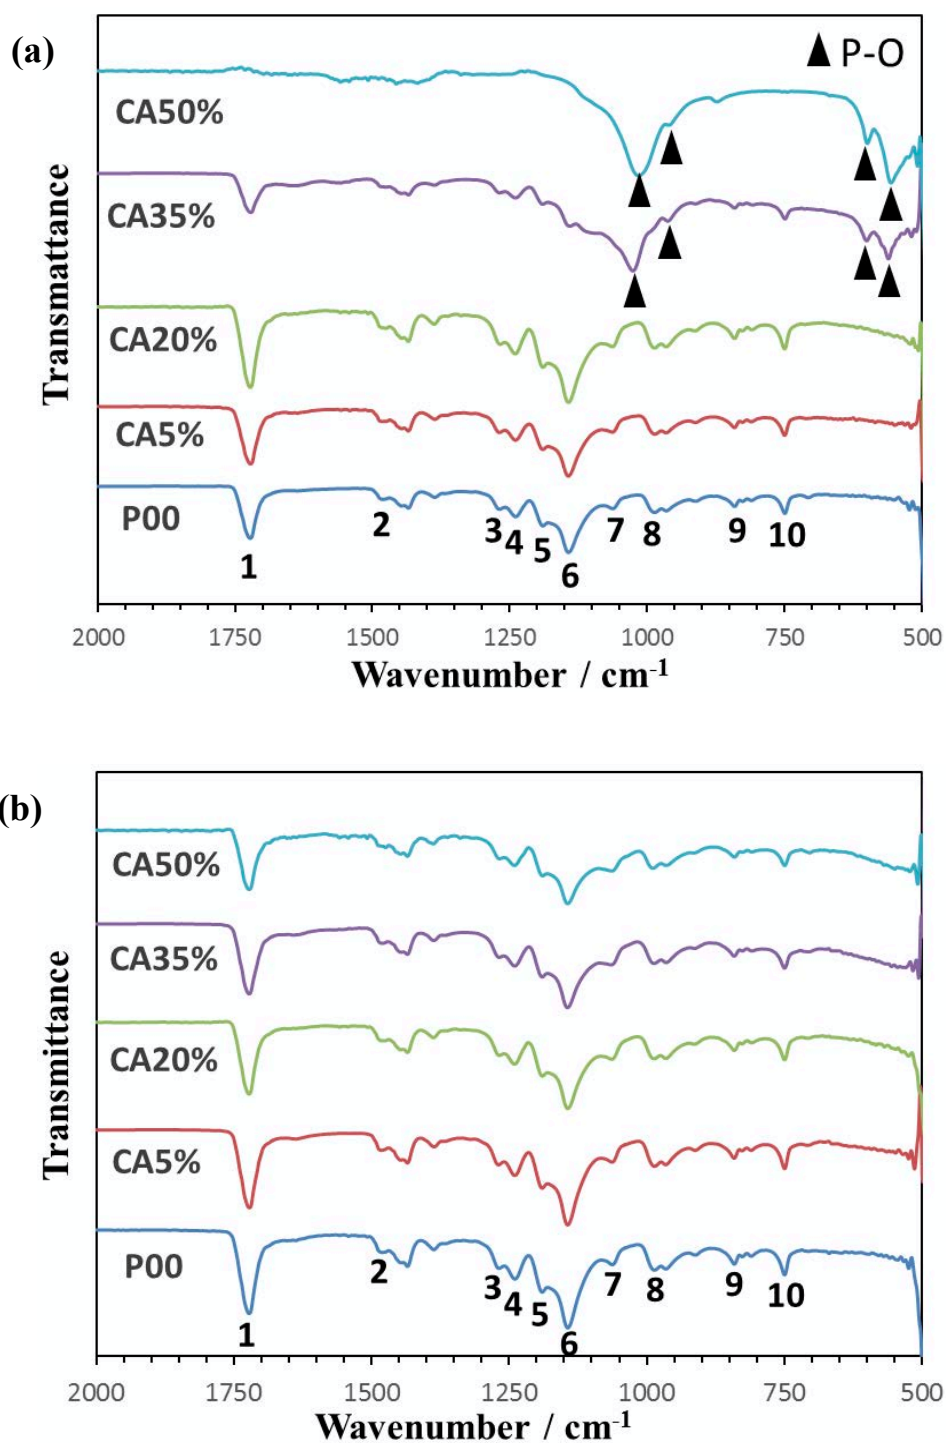 (a)
▲ P-O
CA50%
CA35%
CA20%
CA5%
P00
1 2 3 4 5 6 7 8 9 10
Transmattance
2000 1750 1500 1250 1000 750 500
Wavenumber / cm-1
(b)
CA50%
CA35%
CA20%
CA5%
P00
1 2 3 4 5 6 7 8 9 10
Transmittance
2000 1750 1500 1250 1000 750 500
Wavenumber / cm-1